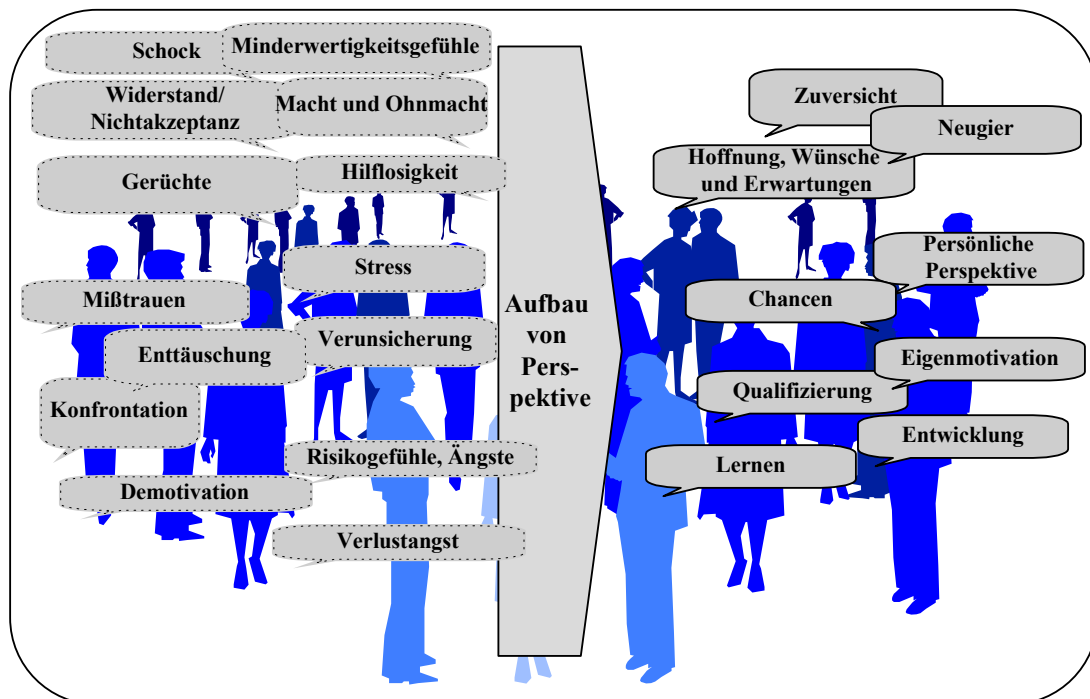 Schock
Minderwertigkeitsgefühle
Widerstand/
Nichtakzeptanz
Macht und Ohnmacht
Gerüchte
Hilflosigkeit
Stress
Mißtrauen
Verunsicherung
Enttäuschung
Konfrontation
Risikogefühle, Ängste
Demotivation
Verlustangst
Aufbau
von
Pers-
pektive
Zuversicht
Neugier
Hoffnung, Wünsche
und Erwartungen
Persönliche
Perspektive
Chancen
Eigenmotivation
Qualifizierung
Entwicklung
Lernen